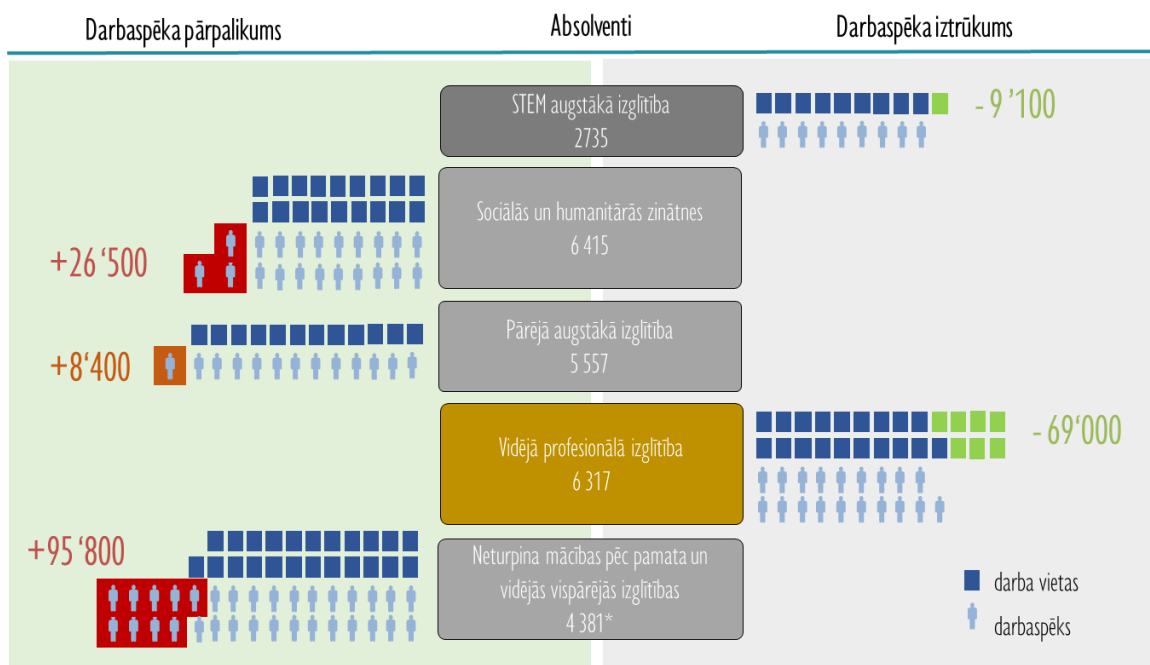 Darbaspēka pārpalikums
Absolventi
Darbaspēka iztrūkums
STEM augstākā izglītība
2735
- 9 '100
Sociālās un humanitārās zinātnes
6 415
+26 '500
Pārējā augstākā izglītība
5 557
+8'400
Vidējā profesionālā izglītība
6 317
- 69'000
+95 '800
Neturpina mācības pēc pamata un
vidējās vispārējās izglītības
4 381*
darba vietas
darbaspēks